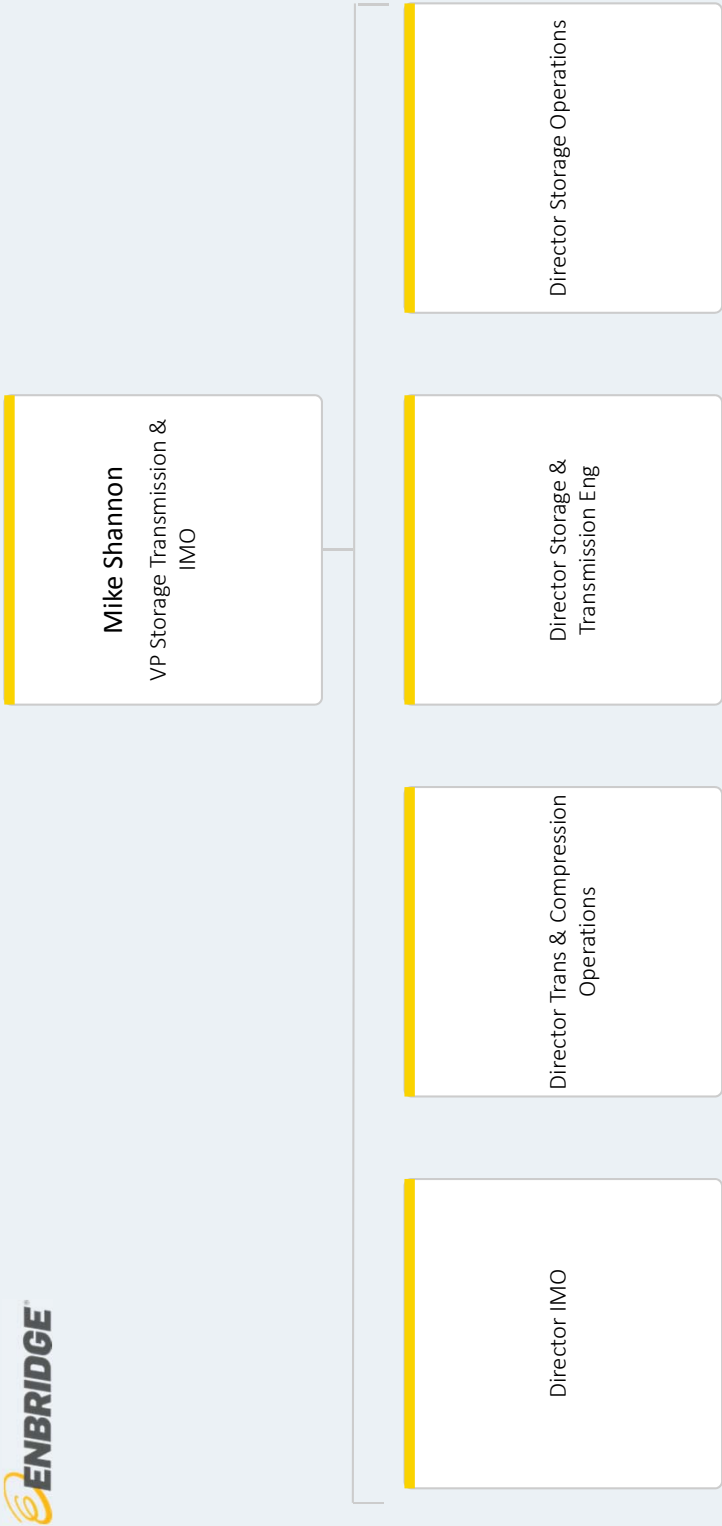 ENBRIDGE
Mike Shannon
VP Storage Transmission &
IMO
Director IMO
Director Trans & Compression
Operations
Director Storage &
Transmission Eng
Director Storage Operations